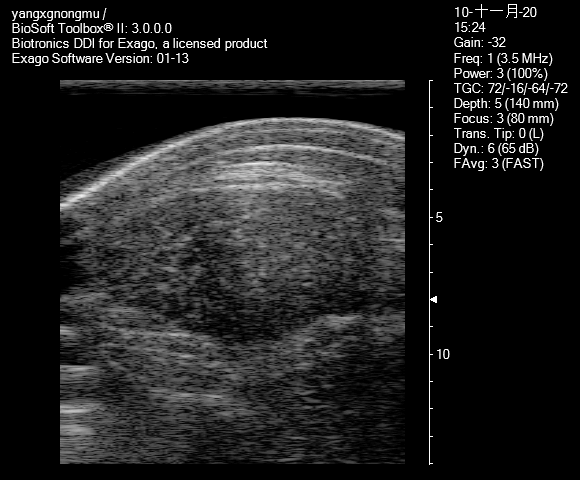 yangxgnongmu /
BioSoft Toolbox® II: 3.0.0.0
Biotronics DDI for Exago, a licensed product
Exago Software Version: 01-13
10-十一月-20
15:24
Gain: -32
Freq: 1 (3.5 MHz)
Power: 3 (100%)
TGC: 72/-16/-64/-72
Depth: 5 (140 mm)
Focus: 3 (80 mm)
Trans. Tip: 0 (L)
Dyn.: 6 (65 dB)
FAvg: 3 (FAST)
5
10